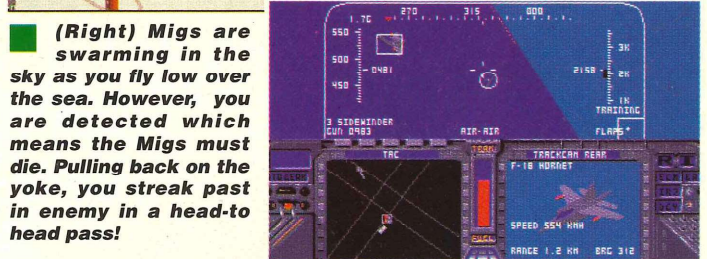 (Right) Migs are
swarming in the
sky as you fly low over
the sea. However, you
are detected which
means the Migs must
die. Pulling back on the
yoke, you streak past
in enemy in a head-to
head pass!
270 315 000
1.7G
550
500
450
0481
3K
2158
2K
1K
TRAINING
3 SIDEWINDER
GUN 0983
AIR-AIR
FLAPS
TAC
TRACKCAM REAR
F-18 HORNET
SPEED 554 KMH
FUEL
RANGE 1.2 KM BRG 312